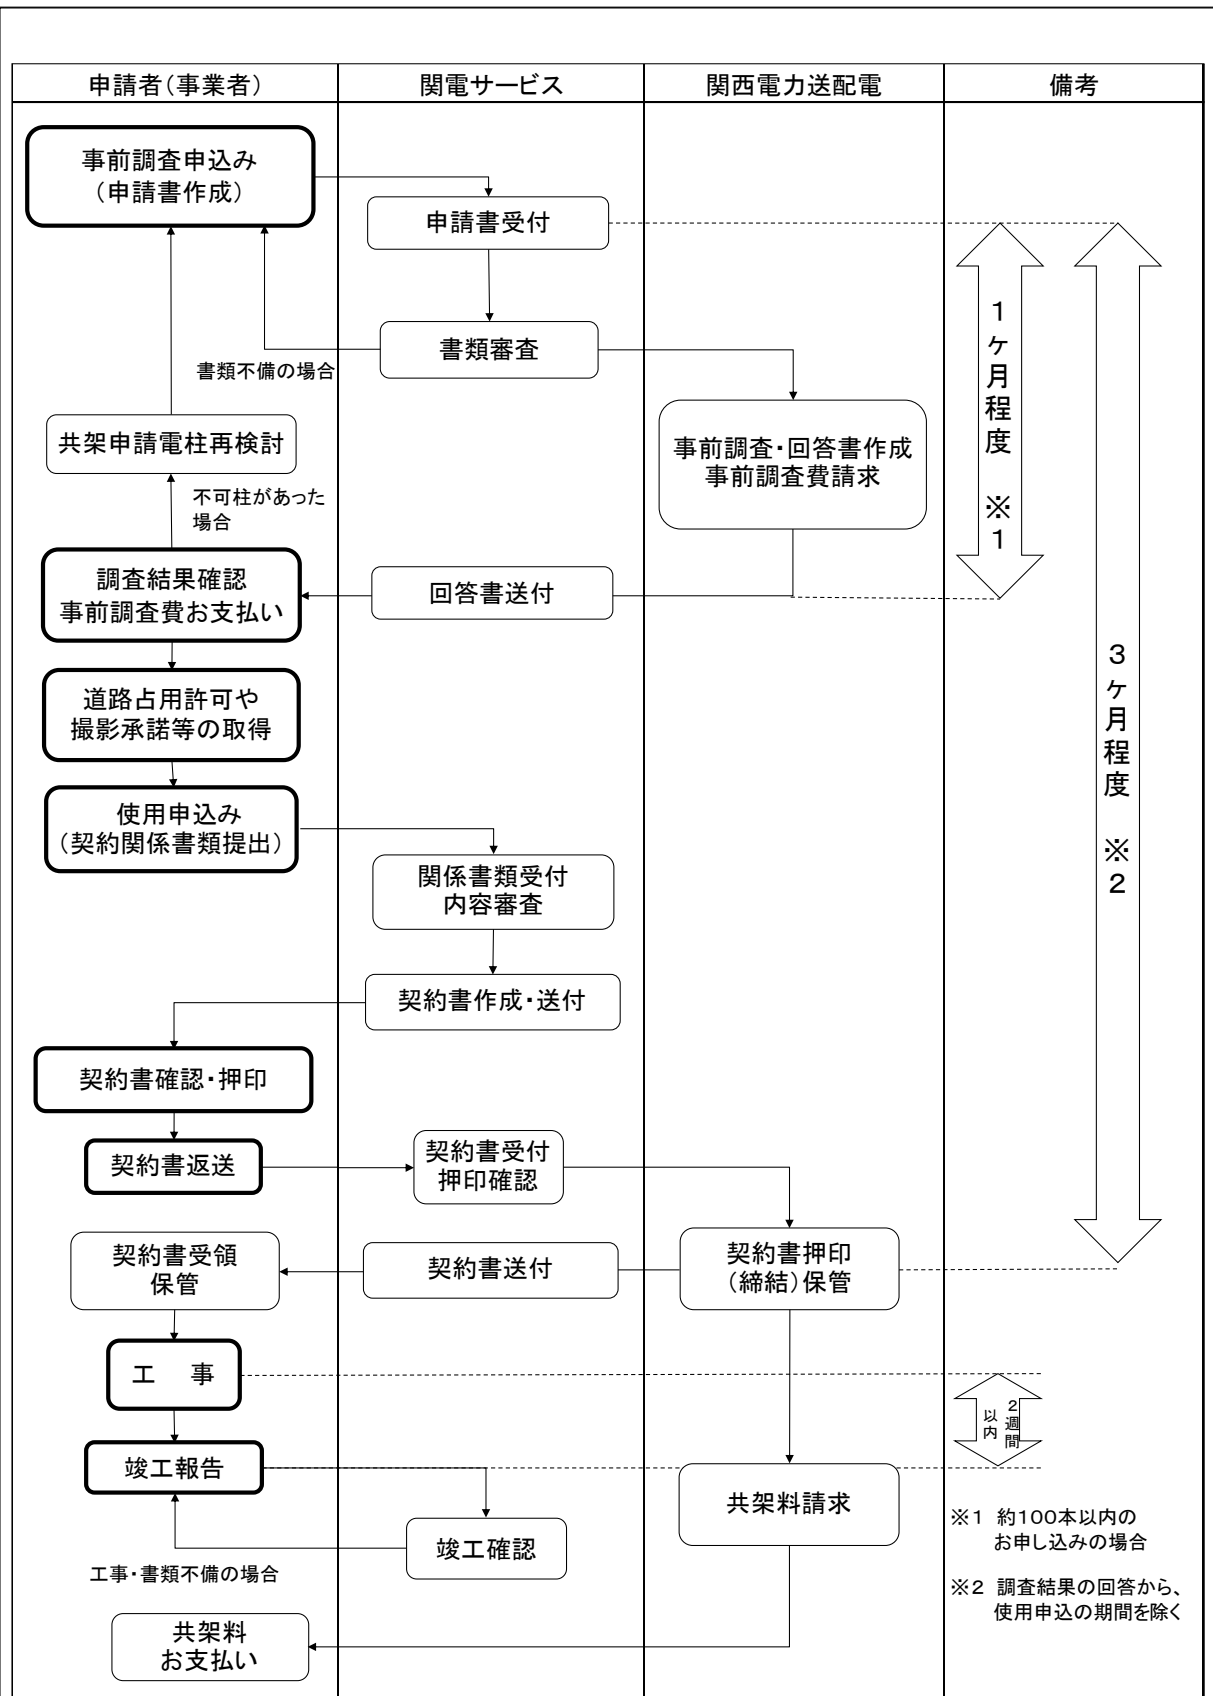 申請者(事業者)
関電サービス
関西電力送配電
備考
事前調査申込み
(申請書作成)
申請書受付
書類審査
書類不備の場合
共架申請電柱再検討
事前調査・回答書作成
事前調査費請求
不可柱があった
場合
調査結果確認
事前調査費お支払い
回答書送付
1ヶ月程度 ※1
道路占用許可や
撮影承諾等の取得
3ヶ月程度 ※2
使用申込み
(契約関係書類提出)
関係書類受付
内容審査
契約書作成・送付
契約書確認・押印
契約書返送
契約書受付
押印確認
契約書受領
保管
契約書送付
契約書押印
(締結)保管
工 事
2週間
以内
竣工報告
共架料請求
竣工確認
工事・書類不備の場合
※1 約100本以内の
お申し込みの場合
※2 調査結果の回答から、
使用申込の期間を除く
共架料
お支払い